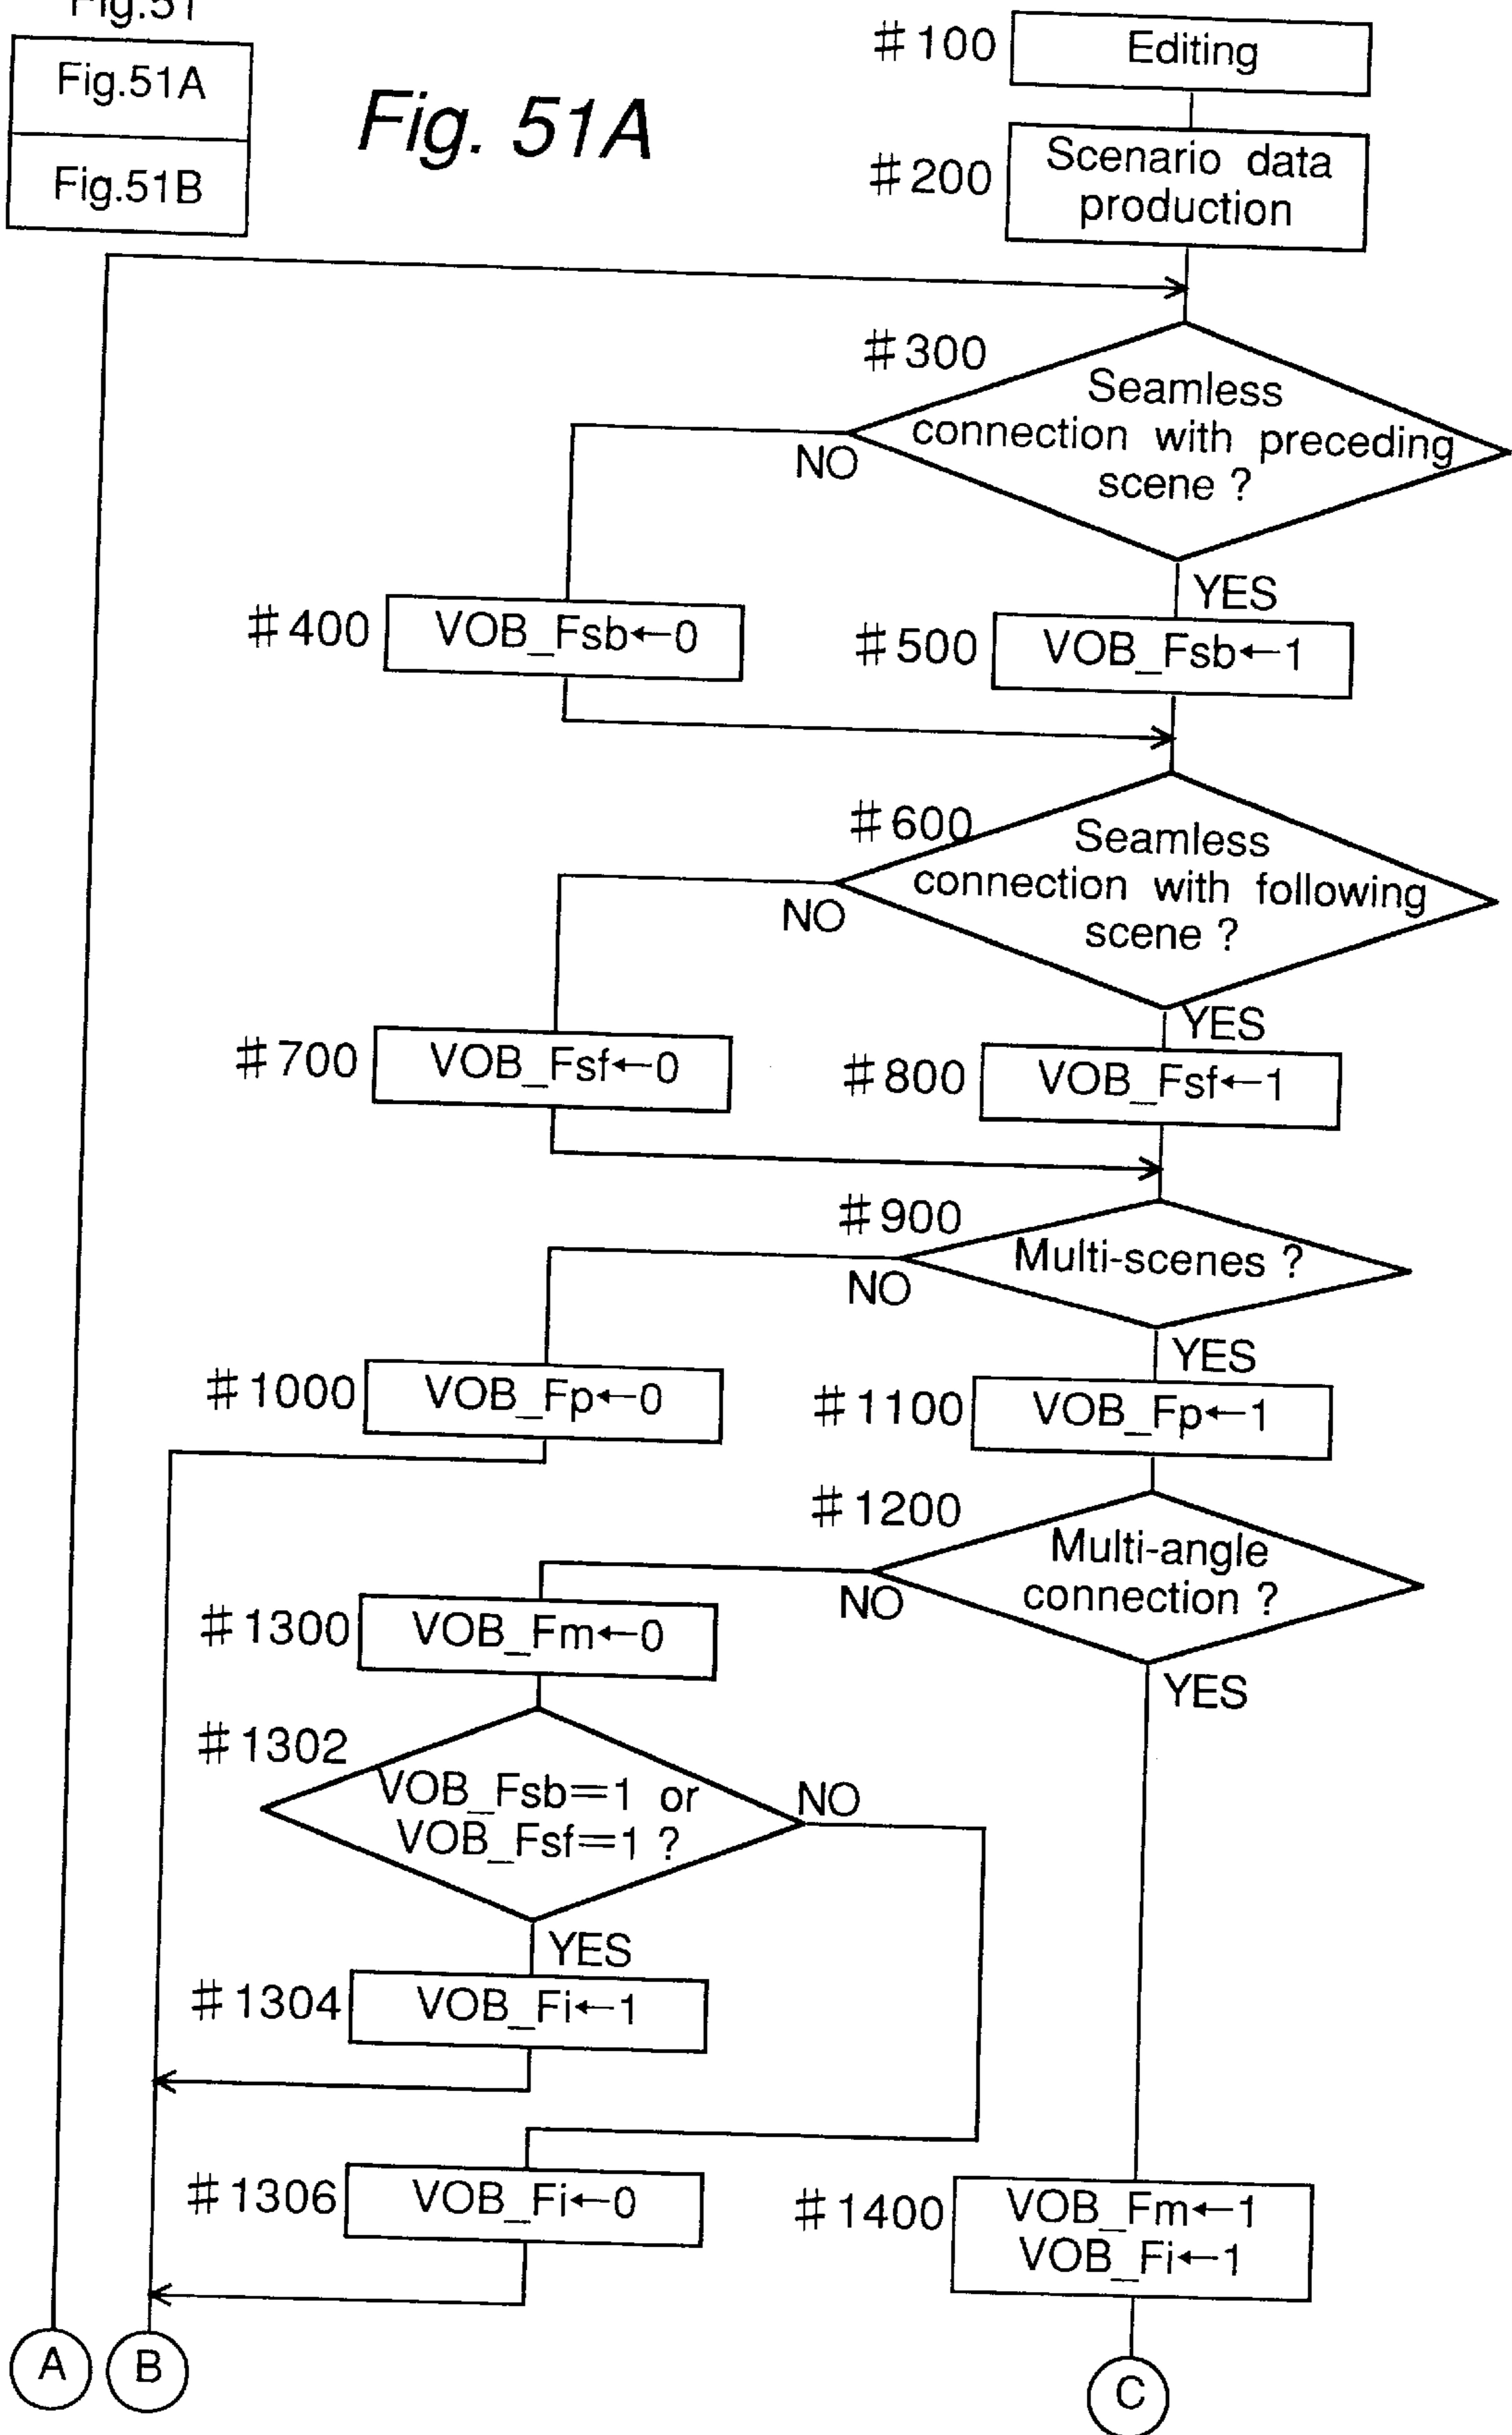 Fig.51
Fig.51A
Fig.51B
Fig. 51A
#100
Editing
#200
Scenario data
production
#300
Seamless
connection with preceding
scene ?
NO
YES
#400
VOB_Fsb←0
#500
VOB_Fsb←1
#600
Seamless
connection with following
scene ?
NO
YES
#700
VOB_Fsf←0
#800
VOB_Fsf←1
#900
Multi-scenes ?
NO
YES
#1000
VOB_Fp←0
#1100
VOB_Fp←1
#1200
Multi-angle
connection ?
NO
YES
#1300
VOB_Fm←0
#1302
VOB_Fsb=1 or
VOB_Fsf=1 ?
NO
YES
#1304
VOB_Fi←1
#1306
VOB_Fi←0
#1400
VOB_Fm←1
VOB_Fi←1
A
B
C